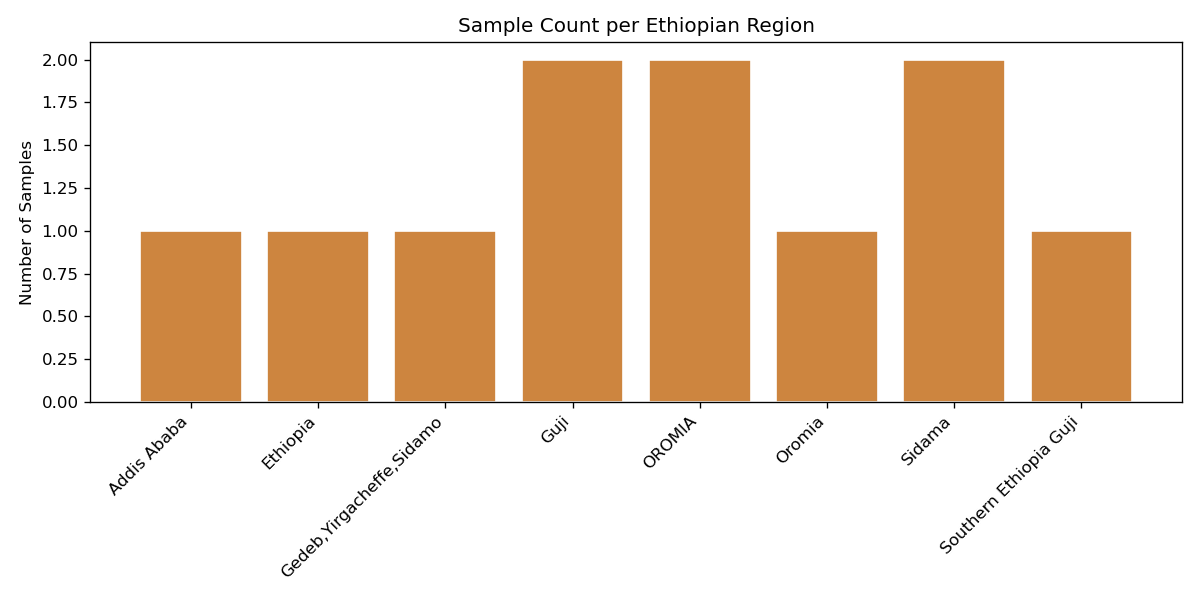 Sample Count per Ethiopian Region
Number of Samples
2.00
1.75
1.50
1.25
1.00
0.75
0.50
0.25
0.00
Addis Ababa
Ethiopia
Gedeb,Yirgacheffe,Sidamo
Guji
OROMIA
Oromia
Sidama
Southern Ethiopia Guji